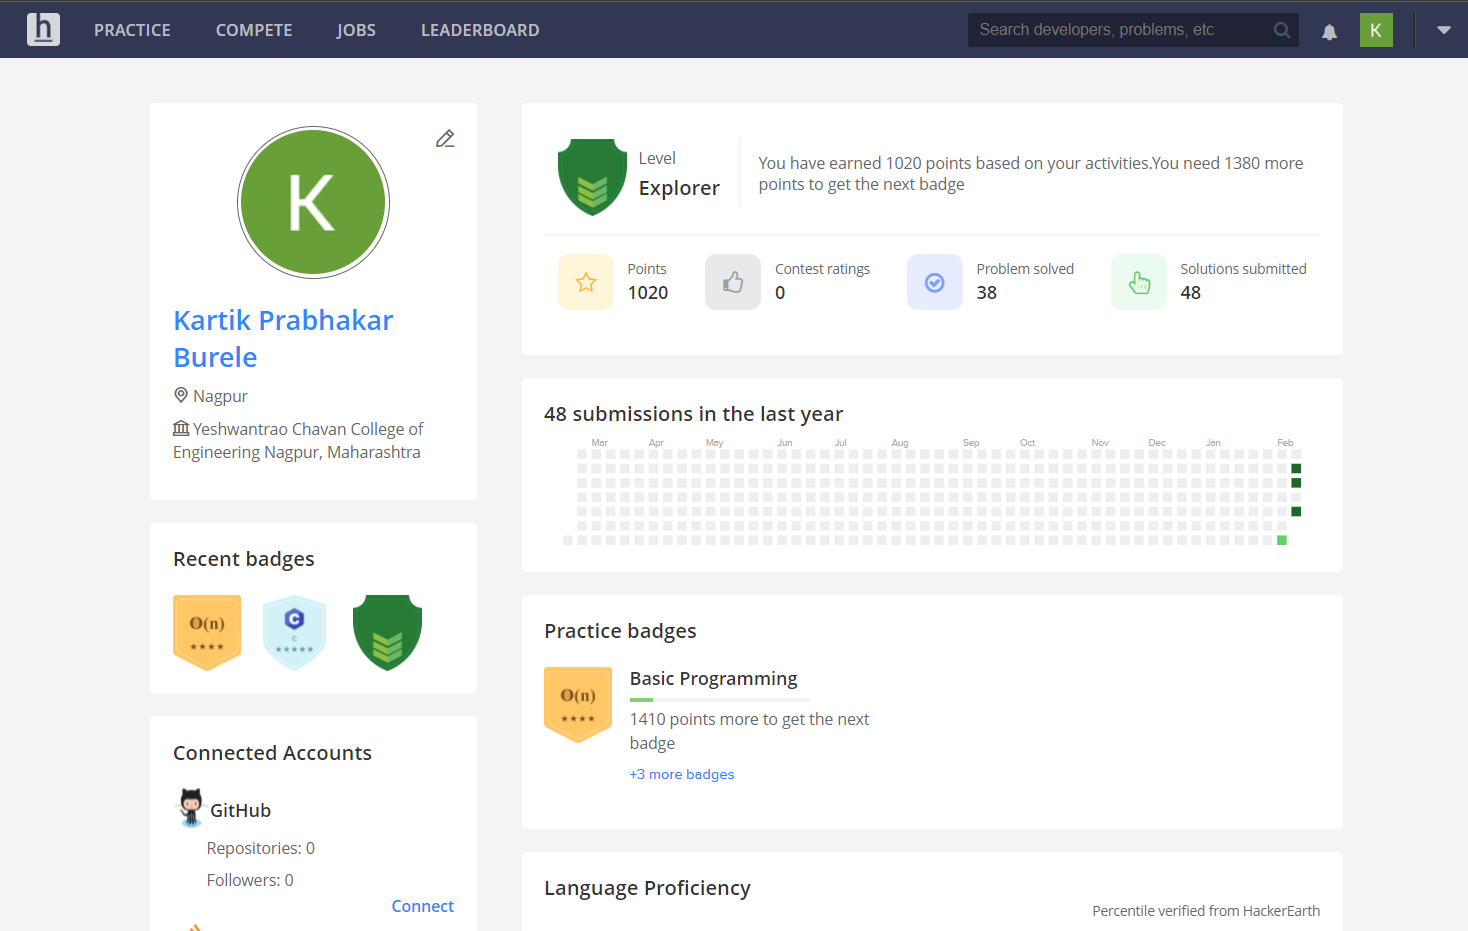 h PRACTICE COMPETE JOBS LEADERBOARD Search developers, problems, etc K
K
Kartik Prabhakar
Burele
Nagpur
Yeshwantrao Chavan College of
Engineering Nagpur, Maharashtra
Recent badges
O(n)
C
C
Connected Accounts
GitHub
Repositories: 0
Followers: 0
Connect
Level
Explorer
You have earned 1020 points based on your activities.You need 1380 more
points to get the next badge
Points
1020
Contest ratings
0
Problem solved
38
Solutions submitted
48
48 submissions in the last year
Mar Apr May Jun Jul Aug Sep Oct Nov Dec Jan Feb
Practice badges
O(n)
Basic Programming
1410 points more to get the next
badge
+3 more badges
Language Proficiency
Percentile verified from HackerEarth